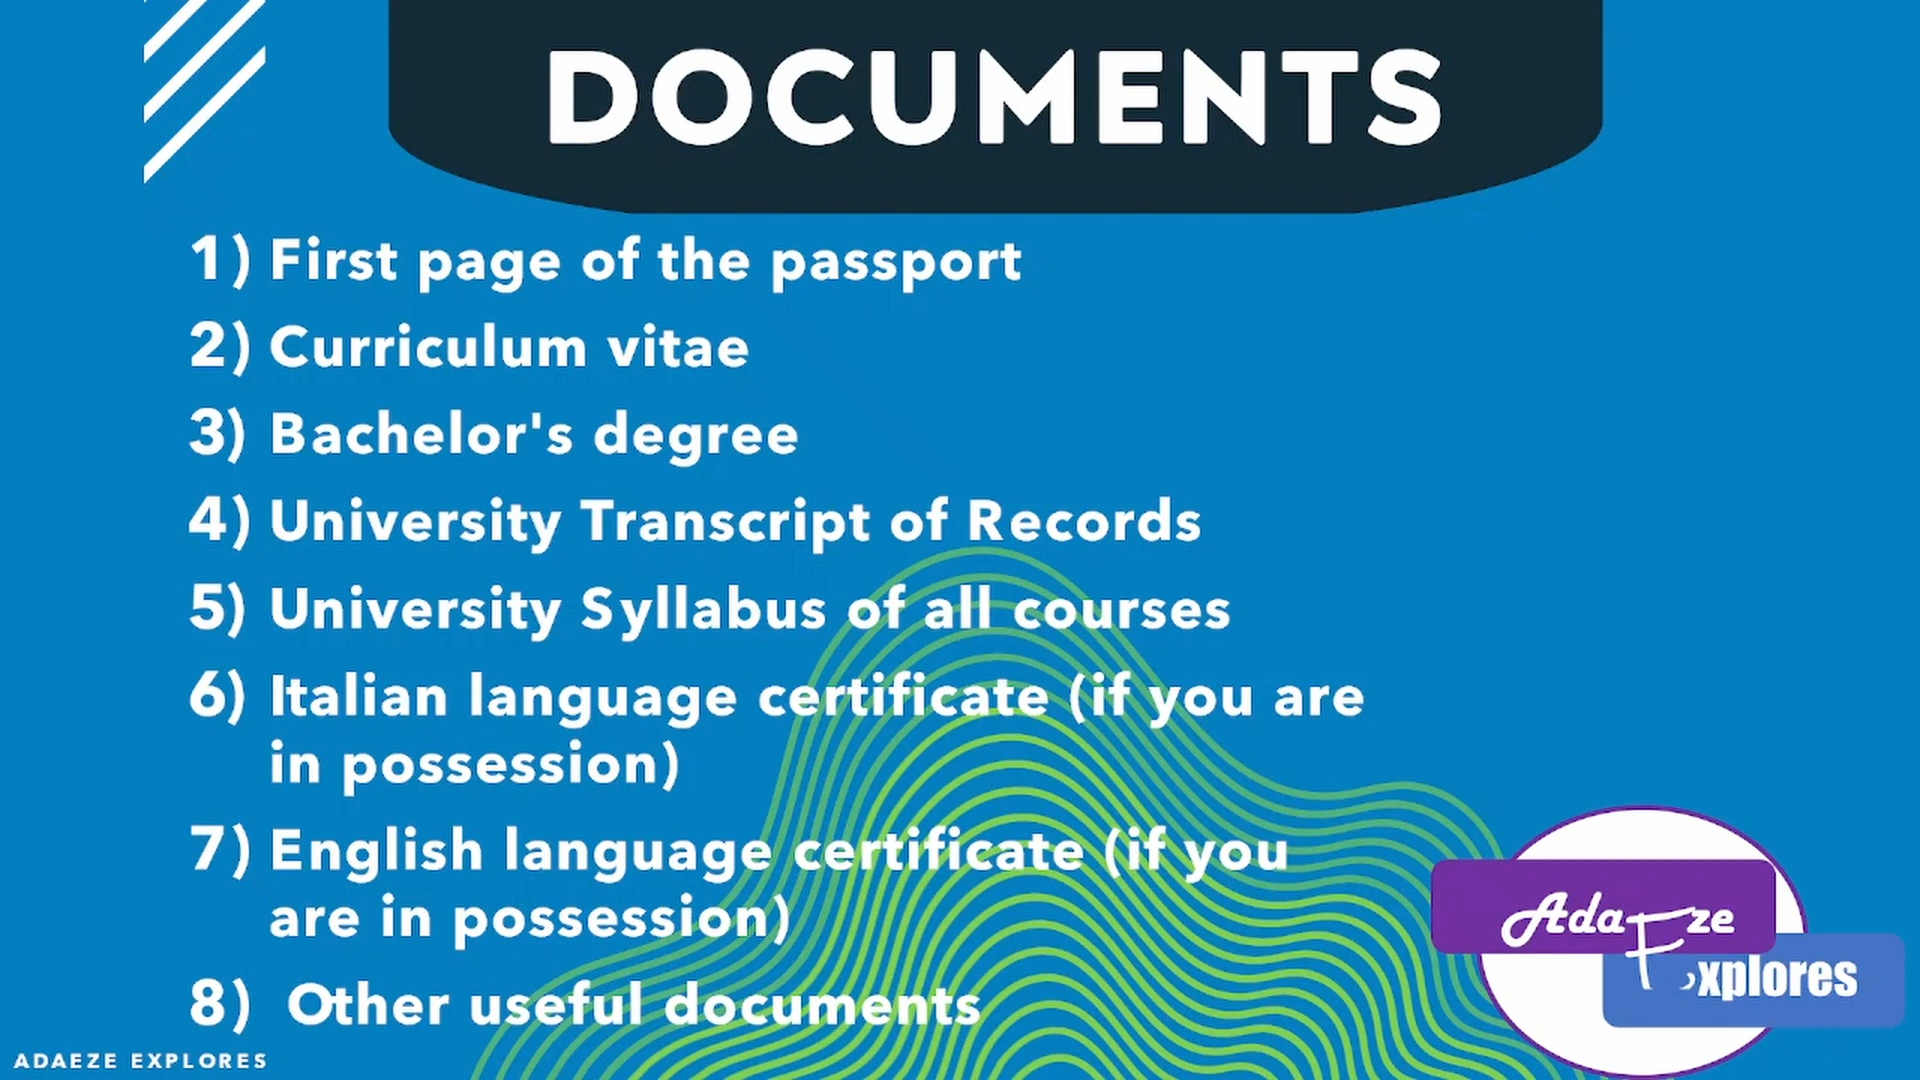 DOCUMENTS
1) First page of the passport
2) Curriculum vitae
3) Bachelor's degree
4) University Transcript of Records
5) University Syllabus of all courses
6) Italian language certificate (if you are
in possession)
7) English language certificate (if you
are in possession)
8) Other useful documents
AdaEze
Explores
ADAEZE EXPLORES